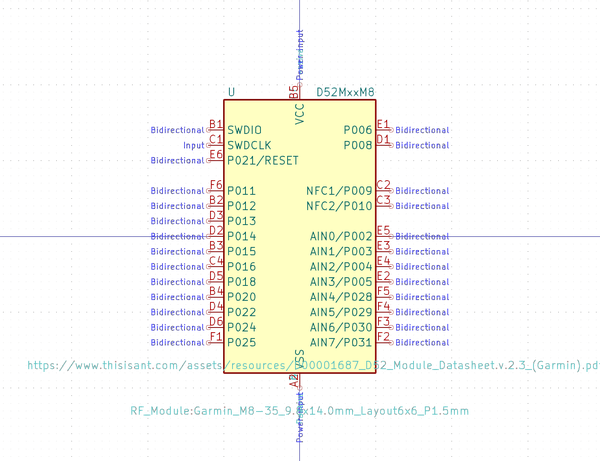 Power input
B5
U D52MxxM8
VCC
Bidirectional B1 SWDIO P006 E1 Bidirectional
Input C1 SWDCLK P008 D1 Bidirectional
Bidirectional E6 P021/RESET
Bidirectional F6 P011 NFC1/P009 C2 Bidirectional
Bidirectional B2 P012 NFC2/P010 C3 Bidirectional
Bidirectional D3 P013
Bidirectional D2 P014 AIN0/P002 E5 Bidirectional
Bidirectional B3 P015 AIN1/P003 E3 Bidirectional
Bidirectional C4 P016 AIN2/P004 E4 Bidirectional
Bidirectional D5 P018 AIN3/P005 E2 Bidirectional
Bidirectional B4 P020 AIN4/P028 F5 Bidirectional
Bidirectional D4 P022 AIN5/P029 F4 Bidirectional
Bidirectional D6 P024 AIN6/P030 F3 Bidirectional
Bidirectional F1 P025 AIN7/P031 F2 Bidirectional
VSS
https://www.thisisant.com/assets/resources/D00001687_D52_Module_Datasheet.v.2.3_(Garmin).pdf
RF_Module:Garmin_M8-35_9.8x14.0mm_Layout6x6_P1.5mm
Power input